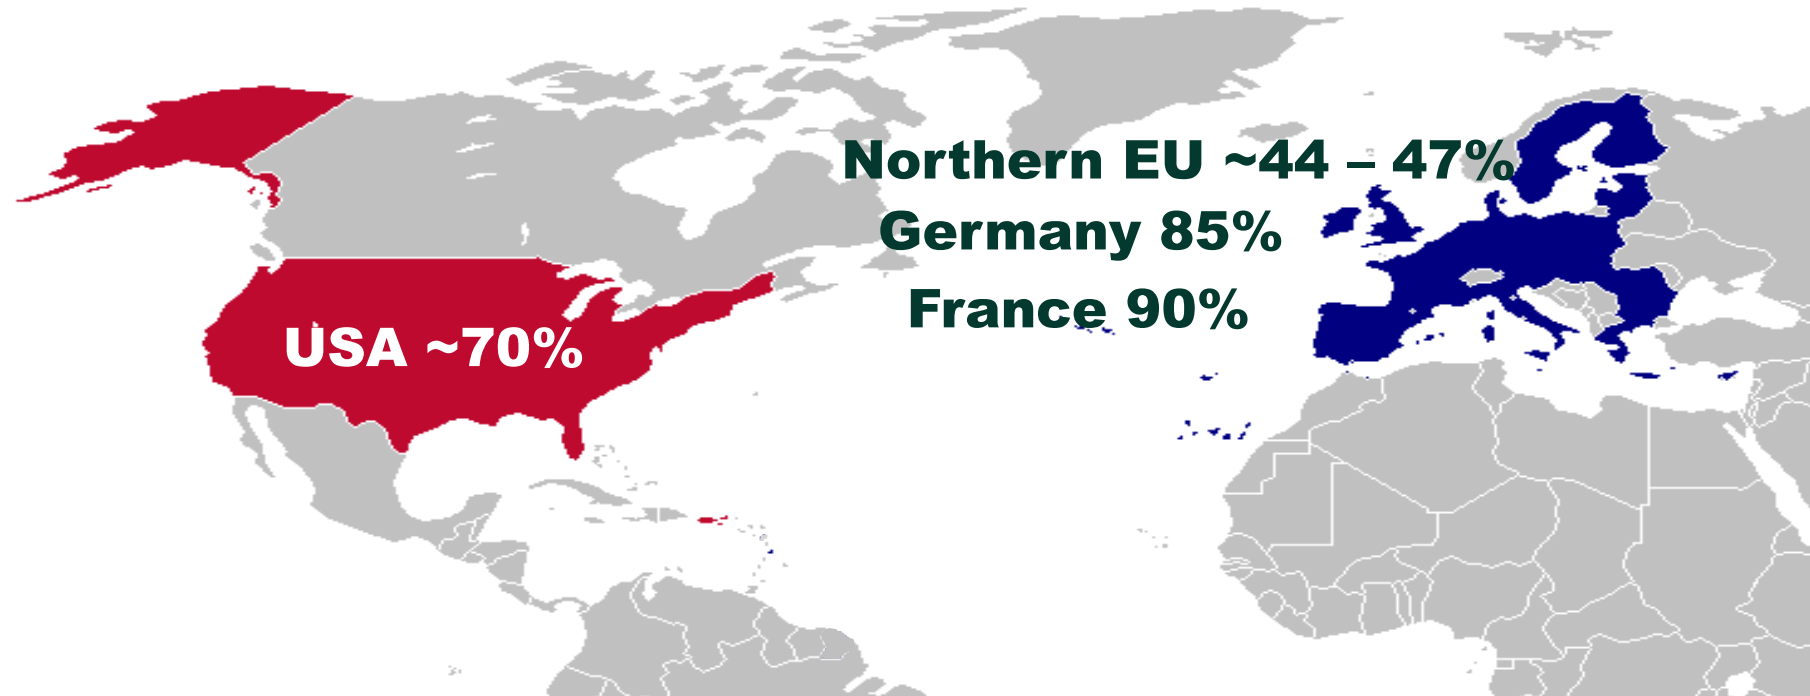 Northern EU ~44 – 47%
Germany 85%
France 90%
USA ~70%